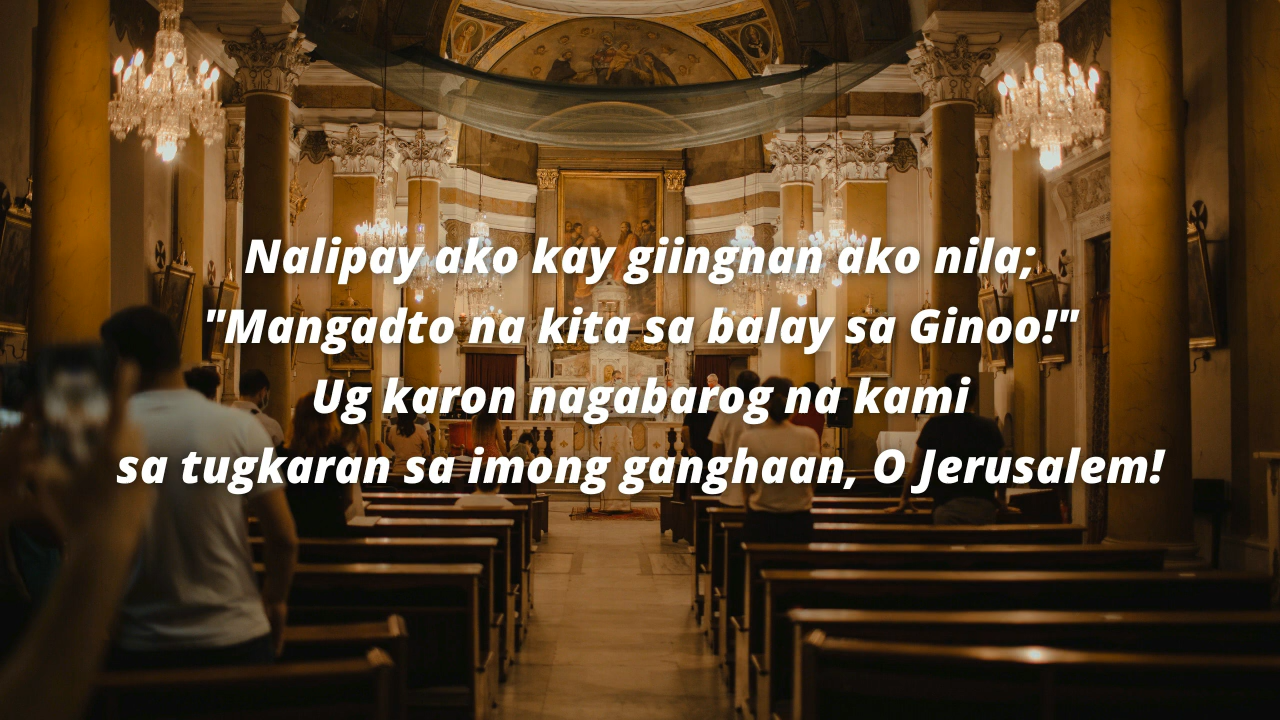 Nalipay ako kay giingnan ako nila;
"Mangadto na kita sa balay sa Ginoo!"
Ug karon nagabarog na kami
sa tugkaran sa imong ganghaan, O Jerusalem!